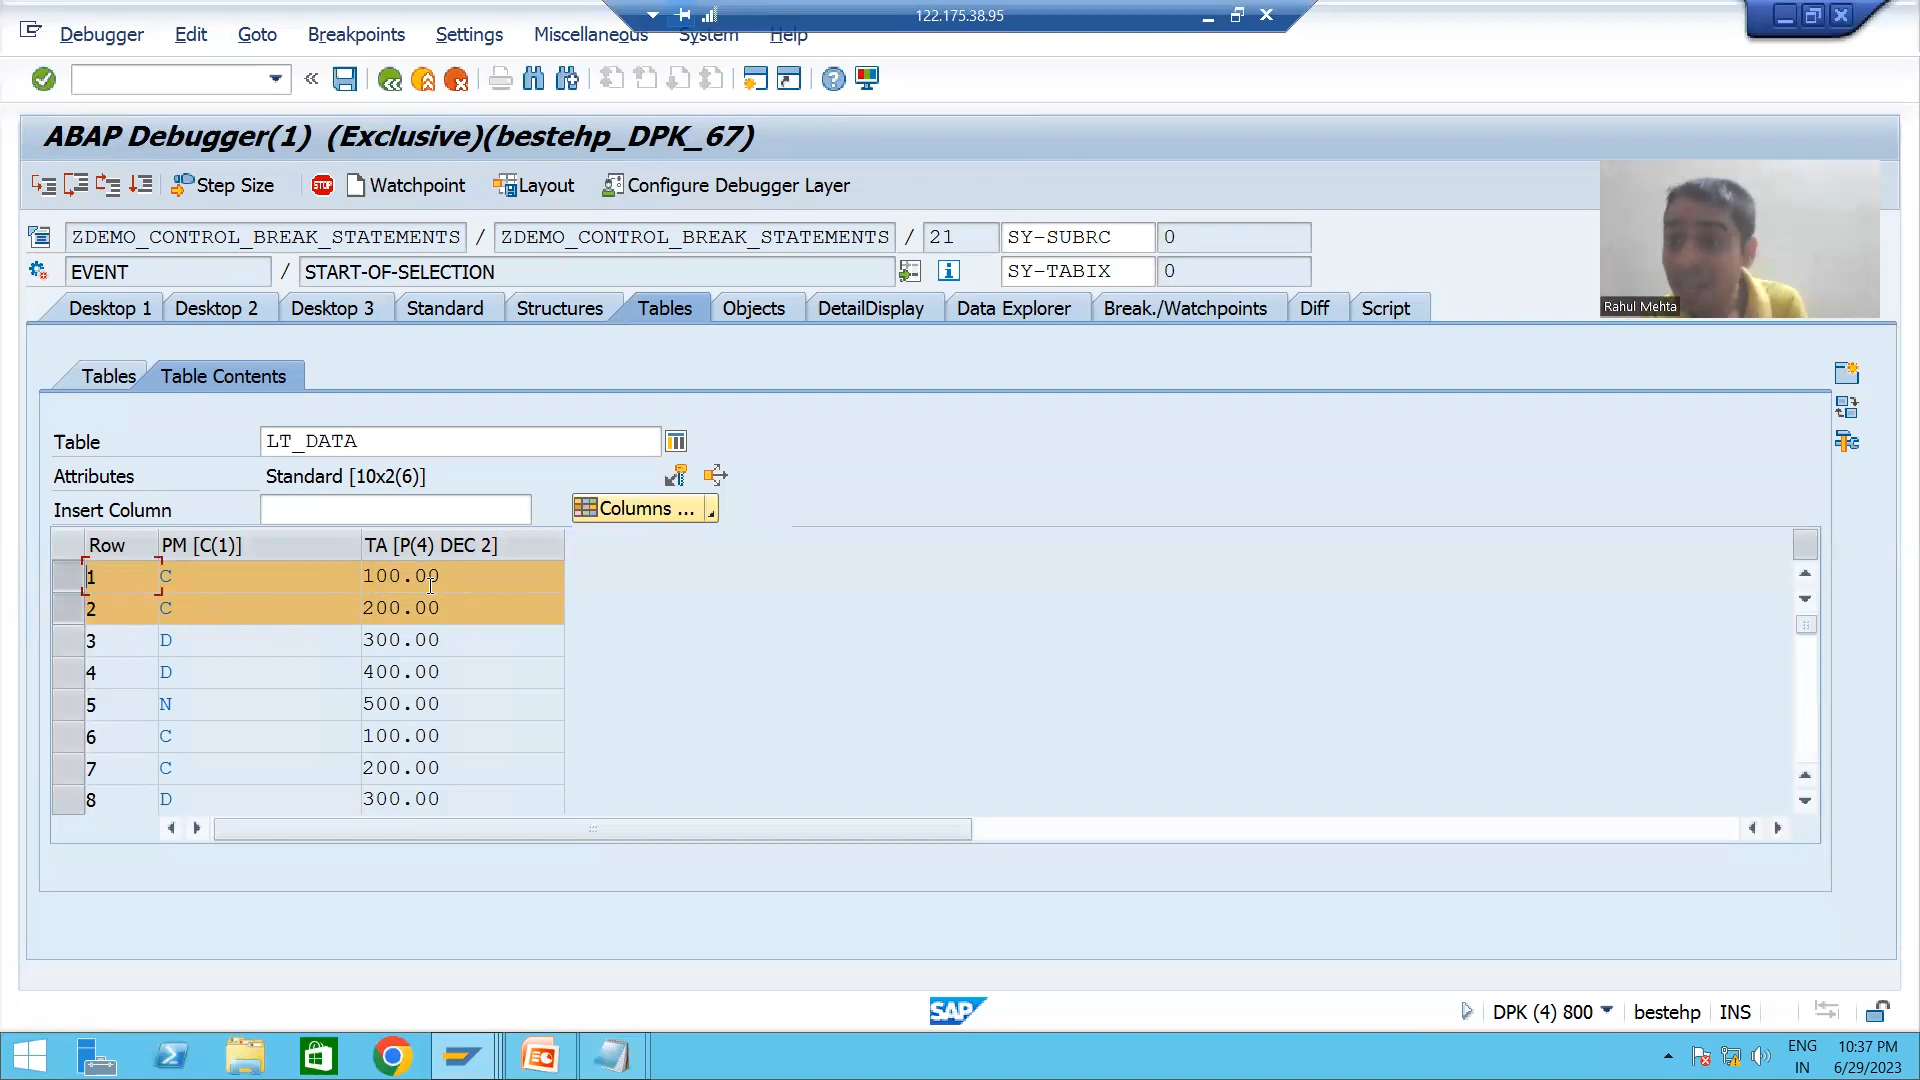 122.175.38.95
Debugger Edit Goto Breakpoints Settings Miscellaneous System Help
ABAP Debugger(1) (Exclusive)(bestehp_DPK_67)
Step Size STOP Watchpoint Layout Configure Debugger Layer
ZDEMO_CONTROL_BREAK_STATEMENTS / ZDEMO_CONTROL_BREAK_STATEMENTS / 21 SY-SUBRC 0
EVENT / START-OF-SELECTION SY-TABIX 0
Rahul Mehta
Desktop 1 Desktop 2 Desktop 3 Standard Structures Tables Objects DetailDisplay Data Explorer Break./Watchpoints Diff Script
Tables Table Contents
Table LT_DATA
Attributes Standard [10x2(6)]
Insert Column Columns ...
Row PM [C(1)] TA [P(4) DEC 2]
1 C 100.00
2 C 200.00
3 D 300.00
4 D 400.00
5 N 500.00
6 C 100.00
7 C 200.00
8 D 300.00
SAP DPK (4) 800 bestehp INS
ENG 10:37 PM
IN 6/29/2023